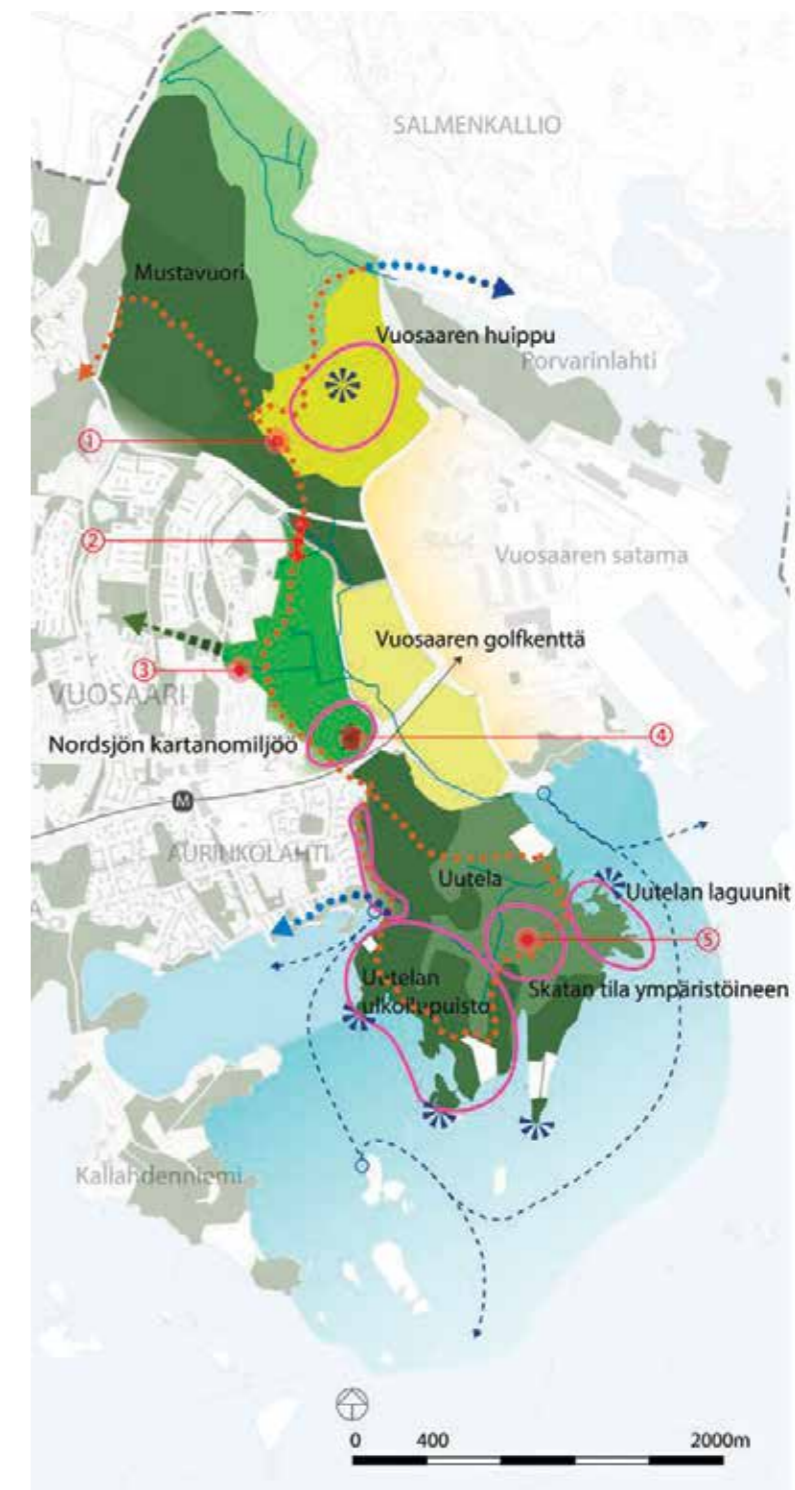 SALMENKALLIO
Mustavuori
Vuosaaren huippu
Porvarinlahti
1
2
Vuosaaren satama
Vuosaaren golfkenttä
3
VUOSAARI
4
Nordsjön kartanomiljöö
M
AURINKOLAHTI
Uutela
A
Uutelan laguunit
5
Uutelan
ulkoilupuisto
Skatan tila ympäristöineen
Kallahdenniemi
0 400 2000m